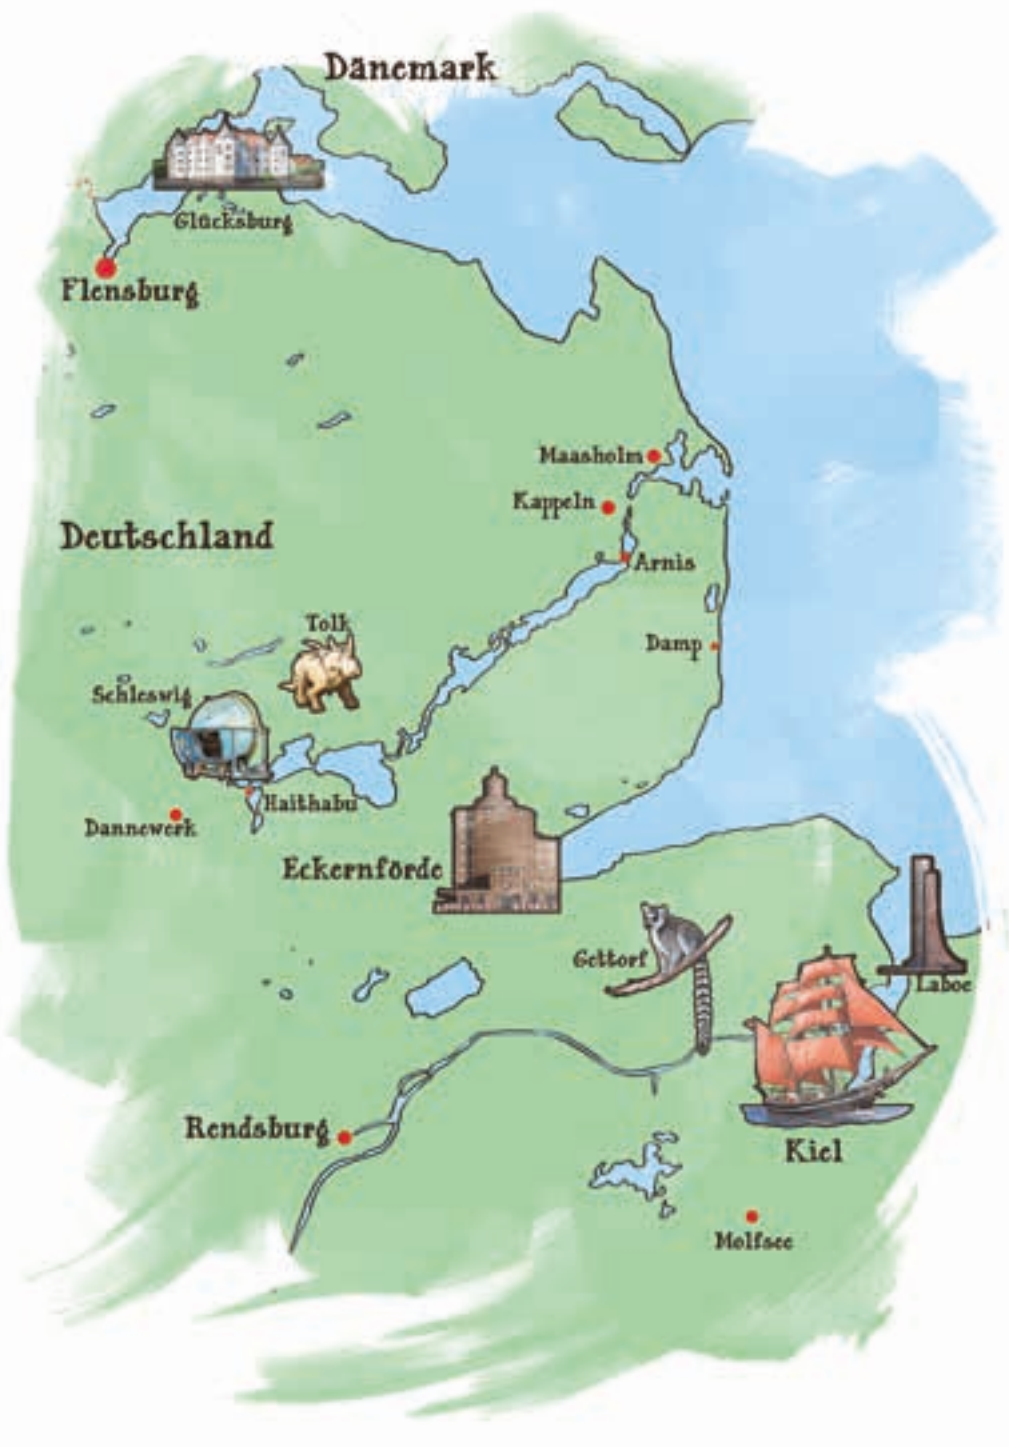 Dänemark
Glücksburg
Flensburg
Maasholm
Kappeln
Deutschland
Arnis
Tolk
Damp
Schleswig
Haithabu
Dannewerk
Eckernförde
Gettorf
Laboe
Rendsburg
Kiel
Molfsee